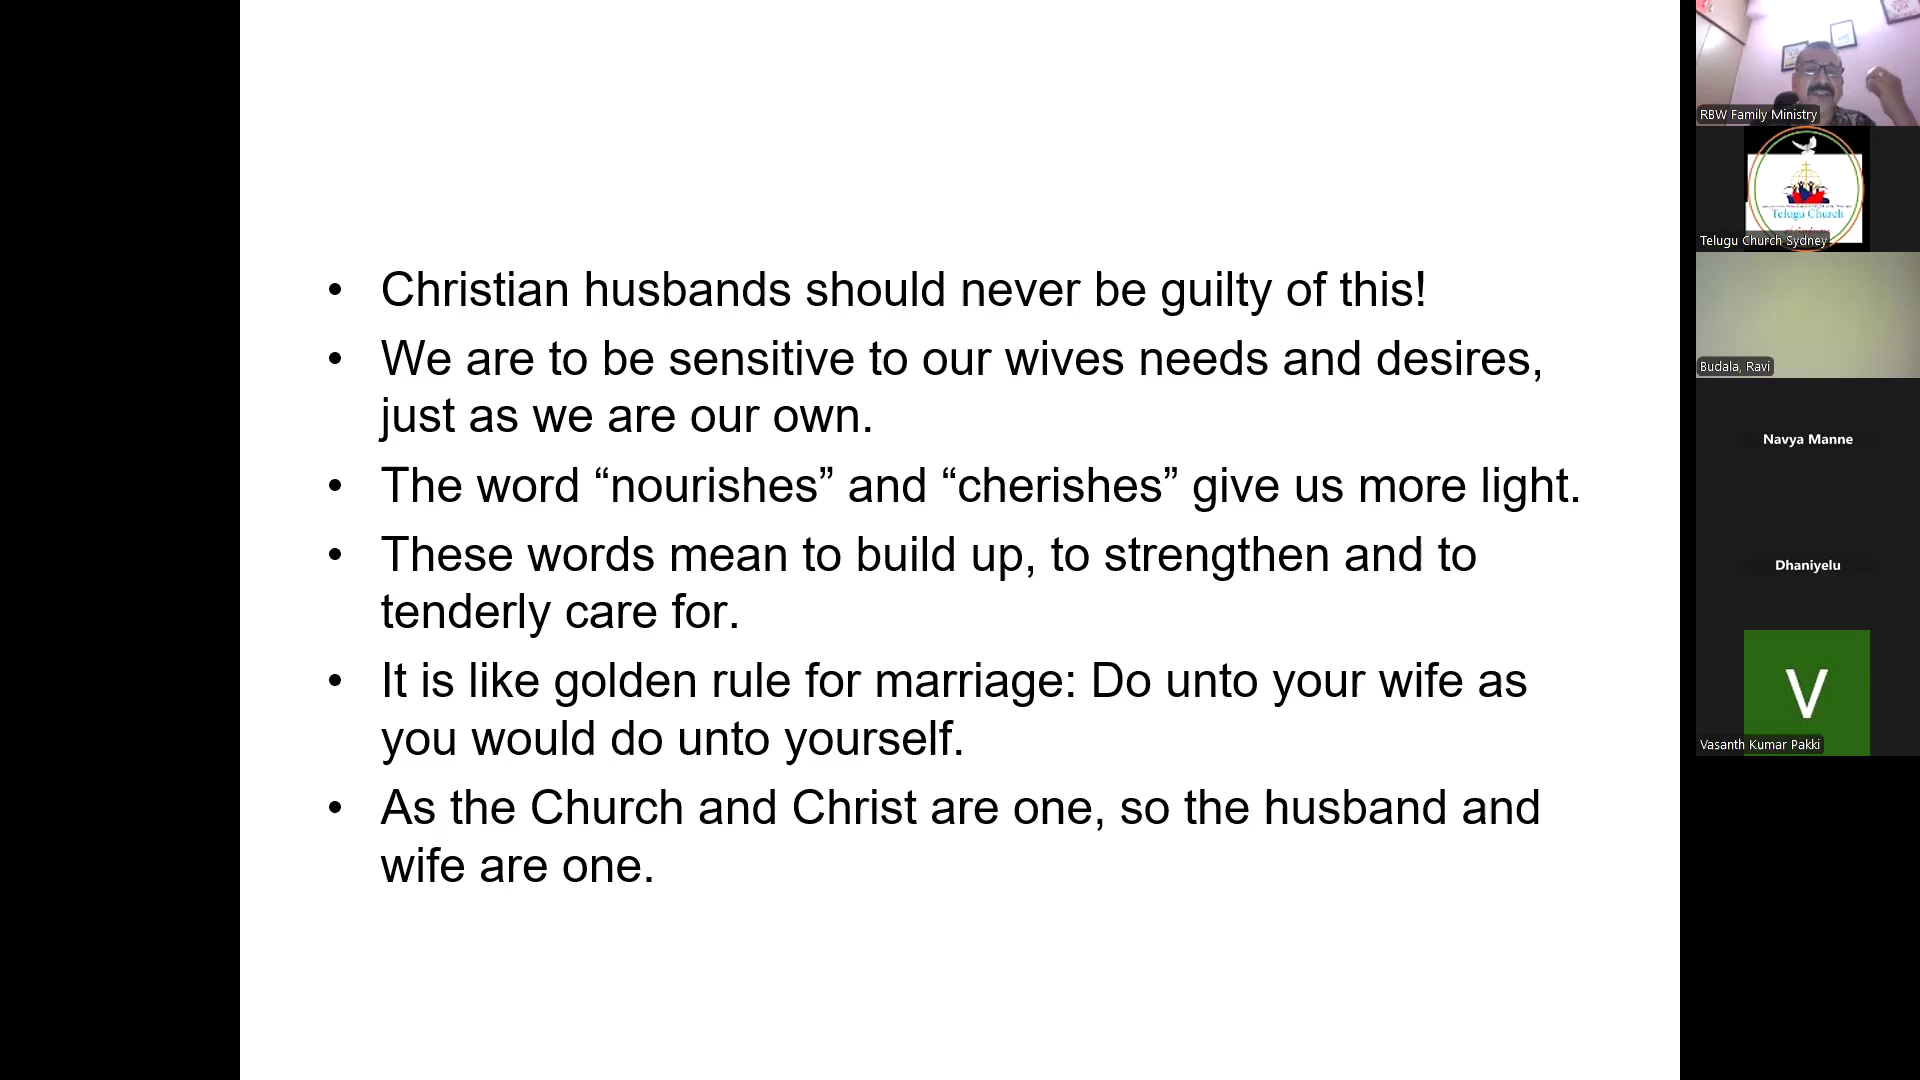 • Christian husbands should never be guilty of this!
• We are to be sensitive to our wives needs and desires,
just as we are our own.
• The word “nourishes” and “cherishes” give us more light.
• These words mean to build up, to strengthen and to
tenderly care for.
• It is like golden rule for marriage: Do unto your wife as
you would do unto yourself.
• As the Church and Christ are one, so the husband and
wife are one.
RBW Family Ministry
Telugu Church
Telugu Church Sydney
Budala, Ravi
Navya Manne
Dhaniyelu
V
Vasanth Kumar Pakki